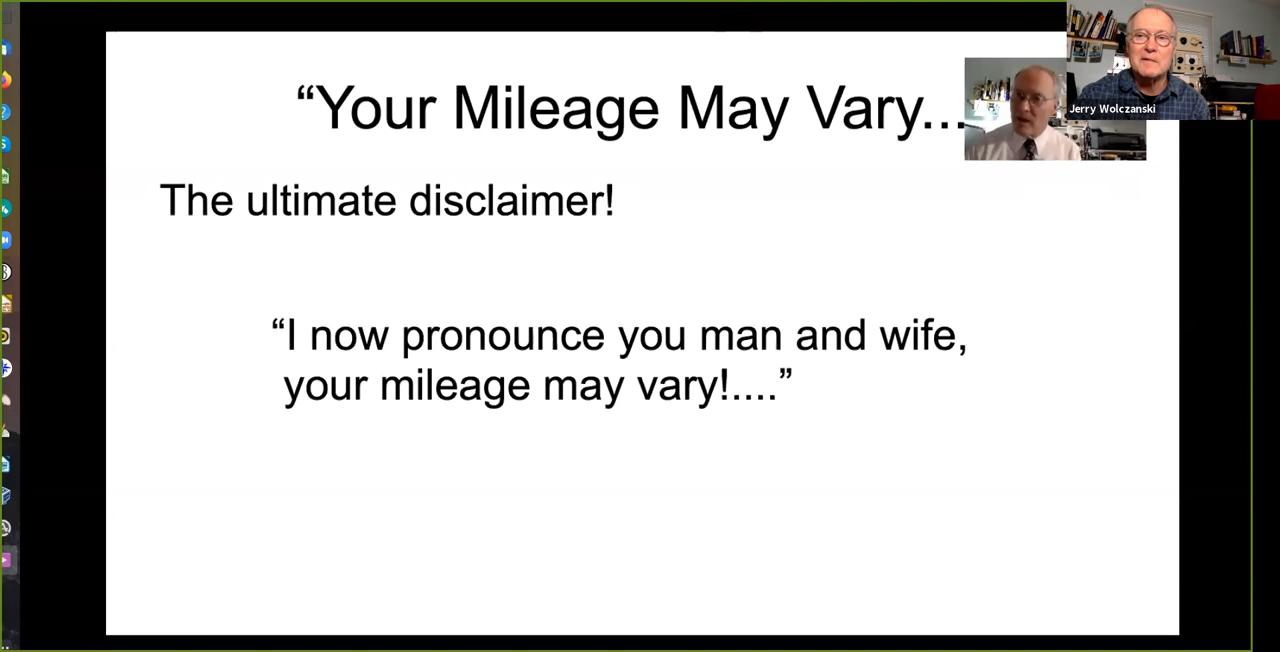 “Your Mileage May Vary...
Jerry Wolczanski
The ultimate disclaimer!
“I now pronounce you man and wife,
your mileage may vary!....”